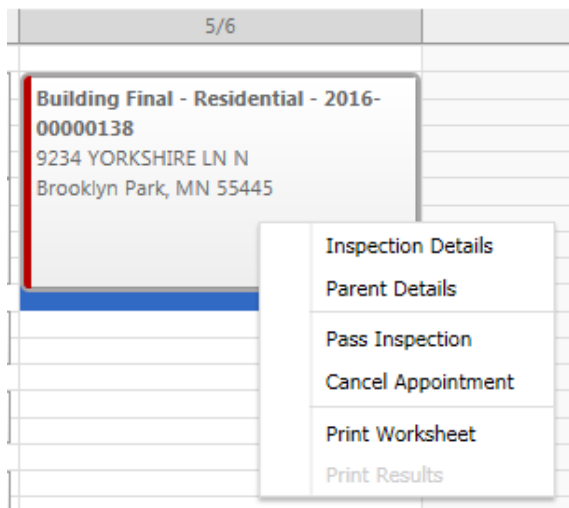 5/6
Building Final - Residential - 2016-
00000138
9234 YORKSHIRE LN N
Brooklyn Park, MN 55445
Inspection Details
Parent Details
Pass Inspection
Cancel Appointment
Print Worksheet
Print Results